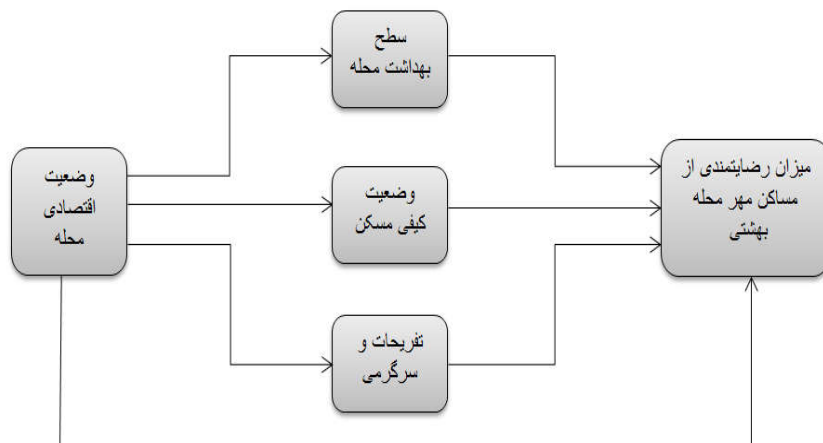 سطح
بهداشت محله
وضعیت
اقتصادی
محله
وضعیت
کیفی مسکن
تفریحات و
سرگرمی
میزان رضایتمندی از
مساکن مهر محله
بهشتی